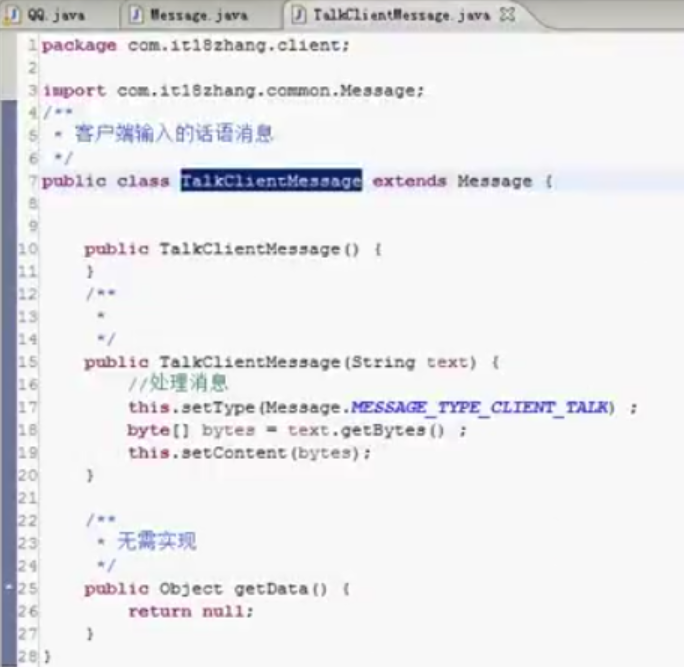 QQ.java Message.java TalkClientMessage.java
1 package com.it18zhang.client;
2
3 import com.it18zhang.common.Message;
4 /**
5 * 客户端输入的话语消息
6 */
7 public class TalkClientMessage extends Message {
8
9
10 public TalkClientMessage() {
11 }
12 /**
13 *
14 */
15 public TalkClientMessage(String text) {
16 //处理消息
17 this.setType(Message.MESSAGE_TYPE_CLIENT_TALK) ;
18 byte[] bytes = text.getBytes() ;
19 this.setContent(bytes);
20 }
21
22 /**
23 * 无需实现
24 */
25 public Object getData() {
26 return null;
27 }
28 }